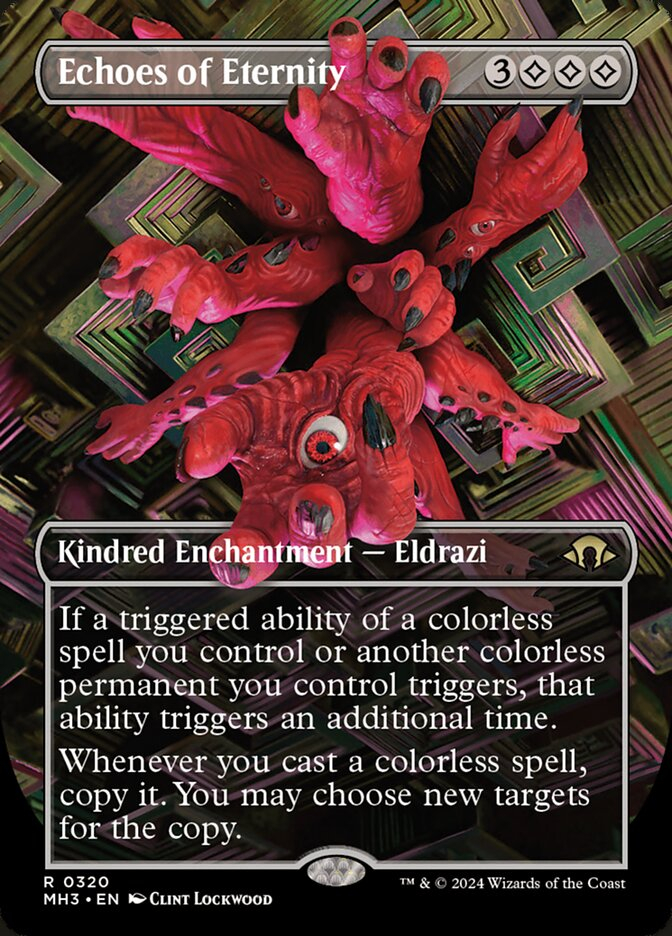 Echoes of Eternity 3
Kindred Enchantment — Eldrazi
If a triggered ability of a colorless
spell you control or another colorless
permanent you control triggers, that
ability triggers an additional time.
Whenever you cast a colorless spell,
copy it. You may choose new targets
for the copy.
R 0320
MH3 • EN Clint Lockwood
™ & © 2024 Wizards of the Coast